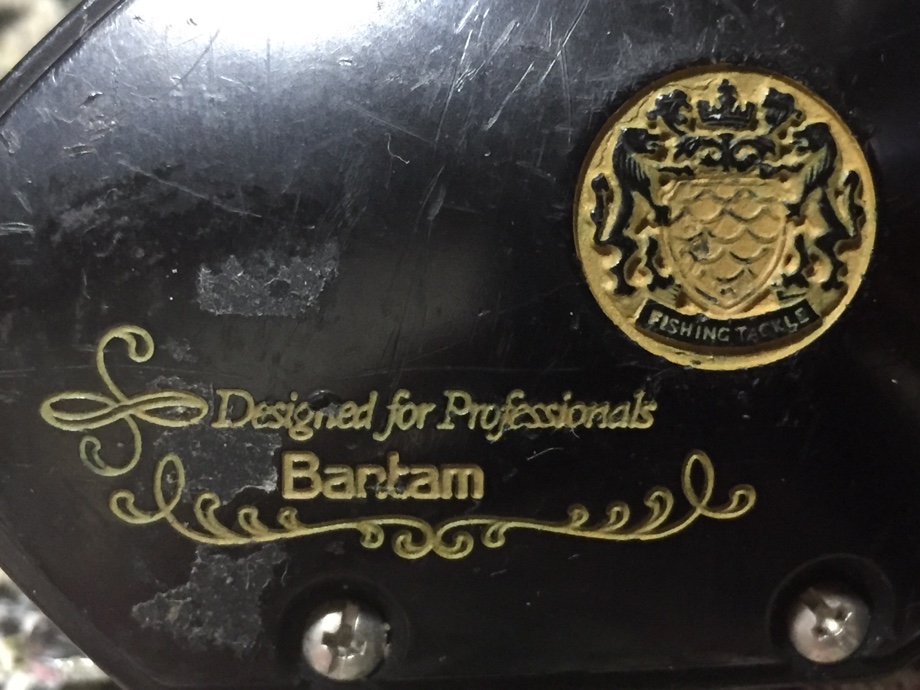 FISHING TACKLE
Designed for Professionals
Bantam